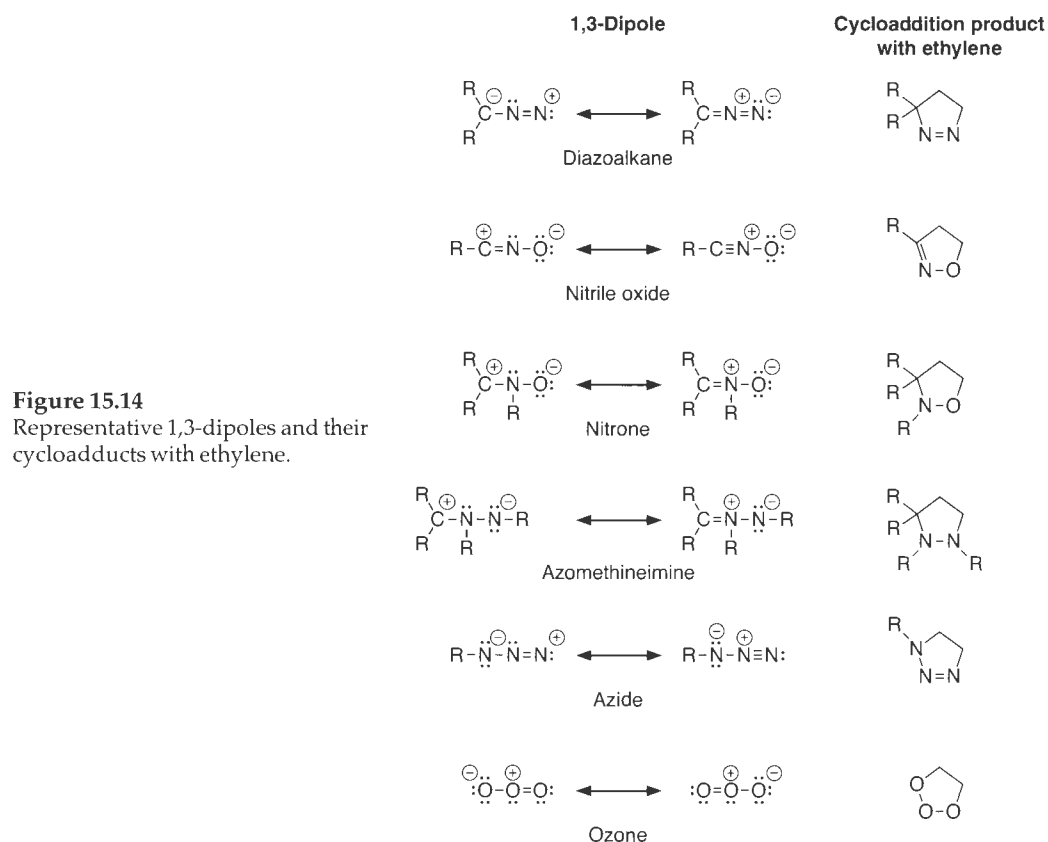 1,3-Dipole
Cycloaddition product
with ethylene
R
R
C
⊖
–N̈=N:
⊕
R
R
C=N
⊕
=N̈:
⊖
R
R
N=N
Diazoalkane
R–C
⊕
=N̈–Ö:
⊖
R–C≡N
⊕
–Ö:
⊖
R
N–O
Nitrile oxide
R
R
C
⊕
–N̈–Ö:
⊖
R
R
R
C=N
⊕
–Ö:
⊖
R
R
R
N–O
R
Nitrone
Figure 15.14
Representative 1,3-dipoles and their
cycloadducts with ethylene.
R
R
C
⊕
–N̈–N̈–R
⊖
R
R
R
C=N
⊕
–N̈–R
⊖
R
R
R
N–N
R
R
Azomethineimine
R–N̈
⊖
–N̈=N:
⊕
R–N̈
⊖
–N
⊕
≡N:
R
N
N=N
Azide
⊖
:Ö–O
⊕
=Ö:
:Ö=O
⊕
–Ö:
⊖
O
O–O
Ozone